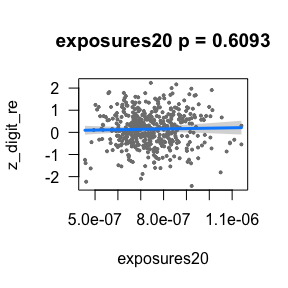 exposures20 p = 0.6093
z_digit_re
2
1
0
-1
-2
5.0e-07 8.0e-07 1.1e-06
exposures20